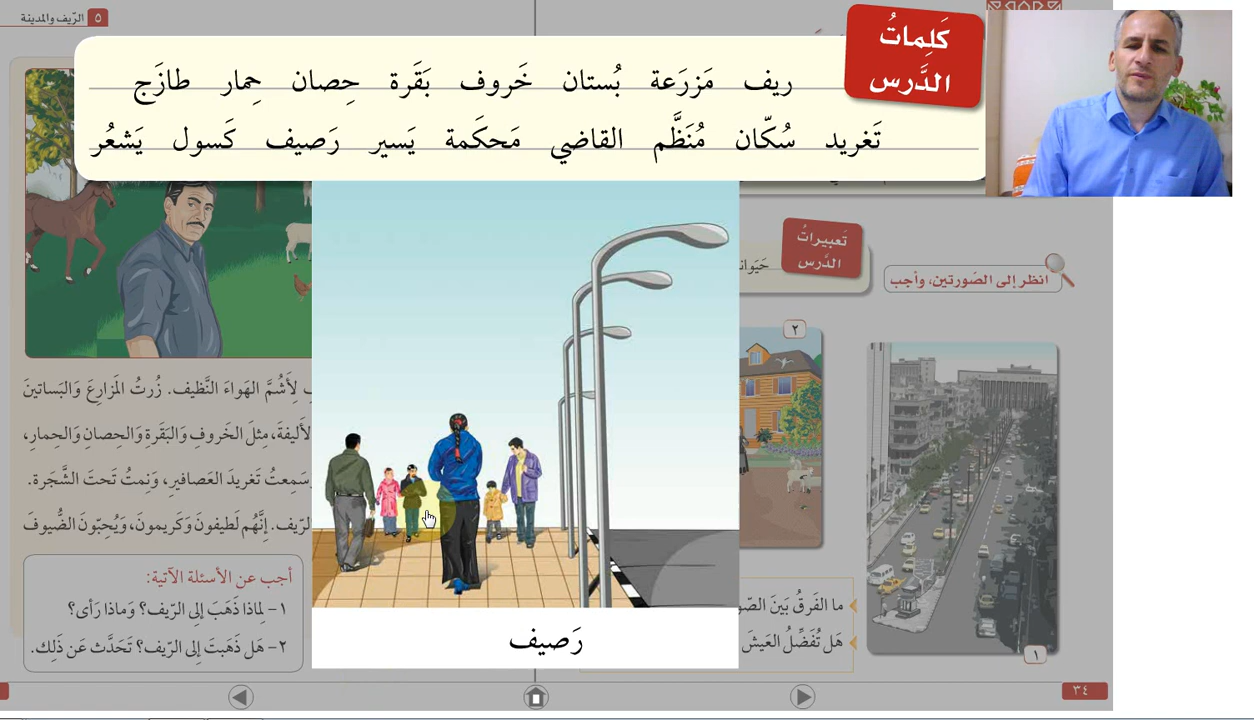 ٥ الرّيف والمدينة
كَلِماتُ
الدَّرس
ريف مَزرَعة بُستان خَروف بَقَرة حِصان حِمار طازَج
تَغريد سُكّان مُنَظَّم القاضي مَحكَمة يَسير رَصيف كَسول يَشعُر
تَعبيراتُ
الدَّرس
انظر إلى الصّورتين، وأجب
٢
١
رَصيف
لِأَشُمَّ الهَواءَ النَّظيف. زُرتُ المَزارِعَ وَالبَساتينَ
الأَليفةَ، مِثلَ الخَروفِ وَالبَقَرةِ وَالحِصانِ وَالحِمارِ،
وَسَمِعتُ تَغريدَ العَصافيرِ، وَنِمتُ تَحتَ الشَّجَرة.
الرّيف. إِنَّهُم لَطيفونَ وَكَريمونَ، وَيُحِبّونَ الضُّيوفَ
أجب عن الأسئلة الآتية:
١- لِماذا ذَهَبَ إلى الرّيف؟ وَماذا رَأى؟
٢- هَل ذَهَبتَ إلى الرّيف؟ تَحَدَّث عَن ذَلِك.
ما الفَرقُ بَينَ
هَل تُفَضِّلُ العَيشَ
٣٤